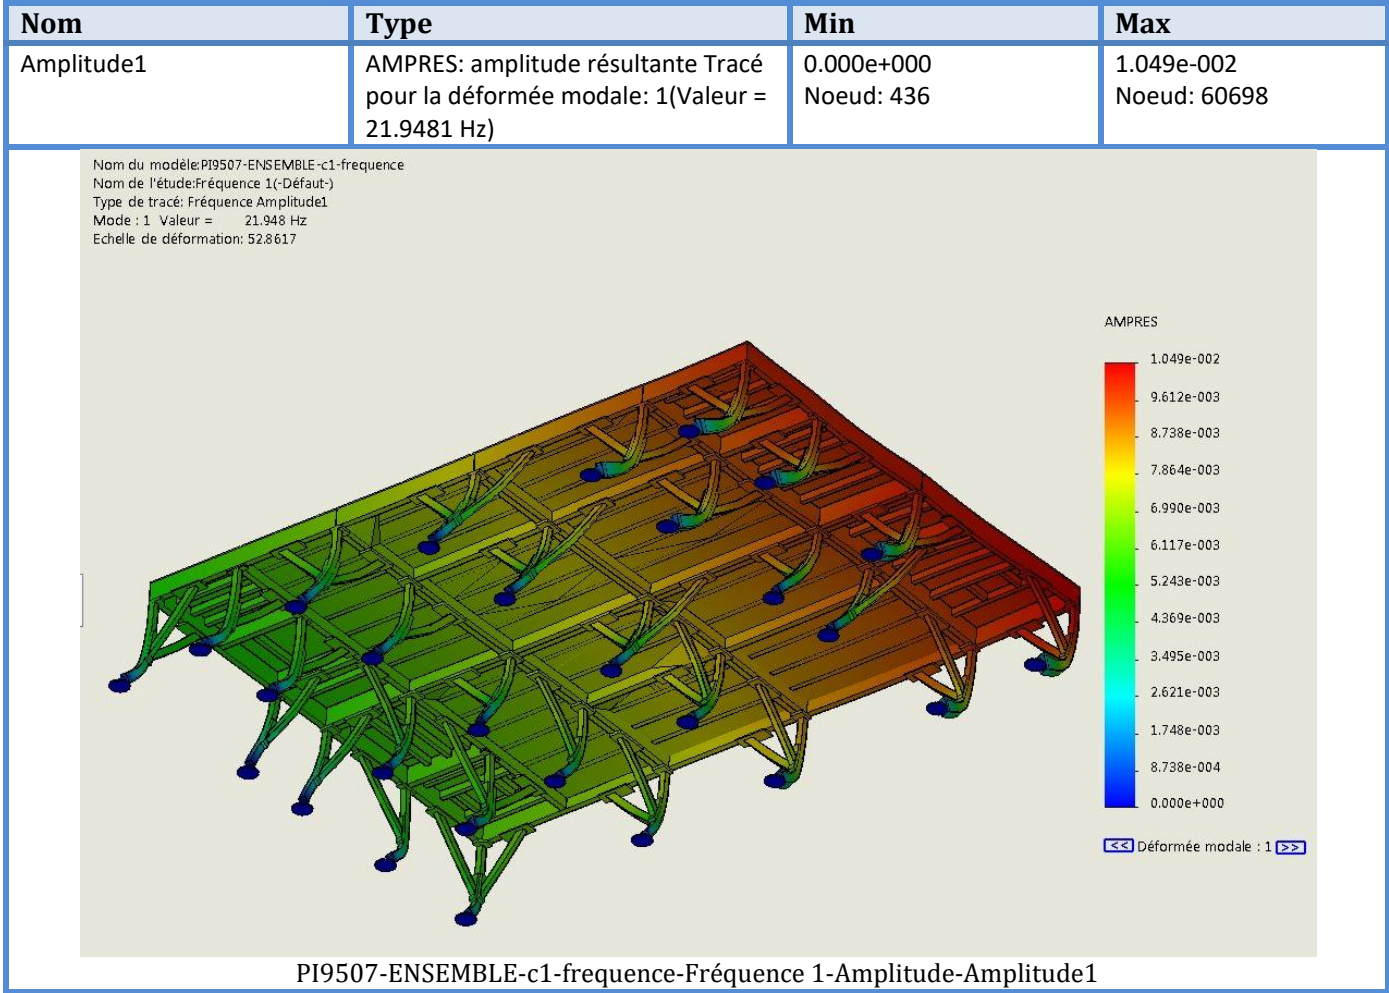 Nom Type Min Max
Amplitude1 AMPRES: amplitude résultante Tracé 0.000e+000 1.049e-002
pour la déformée modale: 1(Valeur = Noeud: 436 Noeud: 60698
21.9481 Hz)
Nom du modèle:PI9507-ENSEMBLE-c1-frequence
Nom de l'étude:Fréquence 1(-Défaut-)
Type de tracé: Fréquence Amplitude1
Mode : 1 Valeur = 21.948 Hz
Echelle de déformation: 52.8617
AMPRES
1.049e-002
9.612e-003
8.738e-003
7.864e-003
6.990e-003
6.117e-003
5.243e-003
4.369e-003
3.495e-003
2.621e-003
1.748e-003
8.738e-004
0.000e+000
<< Déformée modale : 1 >>
PI9507-ENSEMBLE-c1-frequence-Fréquence 1-Amplitude-Amplitude1